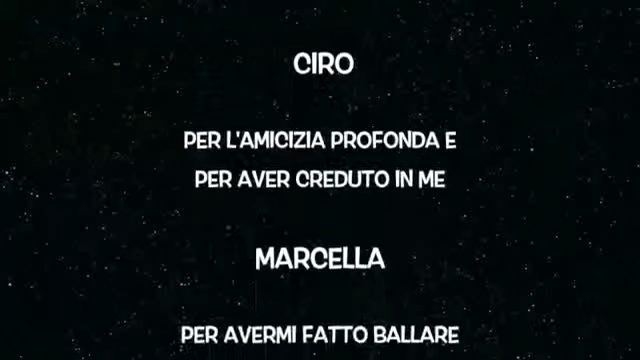 CIRO
PER L'AMICIZIA PROFONDA E
PER AVER CREDUTO IN ME
MARCELLA
PER AVERMI FATTO BALLARE